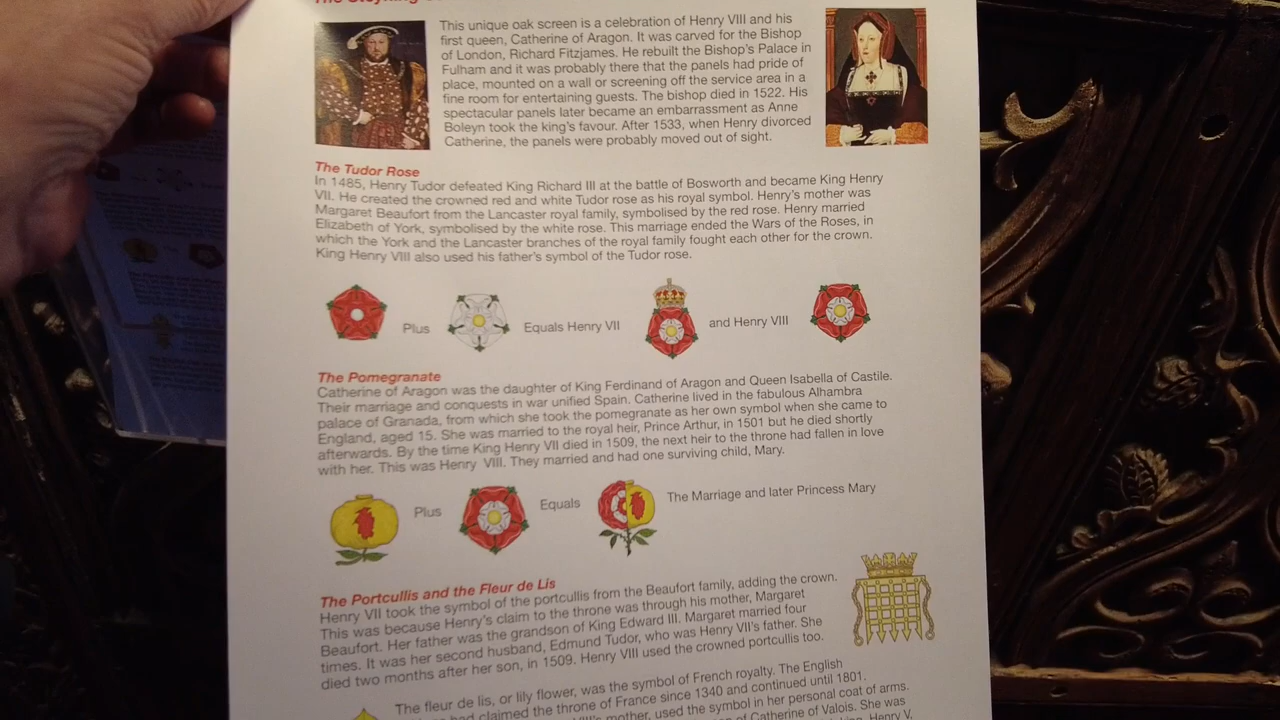 This unique oak screen is a celebration of Henry VIII and his
first queen, Catherine of Aragon. It was carved for the Bishop
of London, Richard Fitzjames. He rebuilt the Bishop's Palace in
Fulham and it was probably there that the panels had pride of
place, mounted on a wall or screening off the service area in a
fine room for entertaining guests. The bishop died in 1522. His
spectacular panels later became an embarrassment as Anne
Boleyn took the king's favour. After 1533, when Henry divorced
Catherine, the panels were probably moved out of sight.
The Tudor Rose
In 1485, Henry Tudor defeated King Richard III at the battle of Bosworth and became King Henry
VII. He created the crowned red and white Tudor rose as his royal symbol. Henry's mother was
Margaret Beaufort from the Lancaster royal family, symbolised by the red rose. Henry married
Elizabeth of York, symbolised by the white rose. This marriage ended the Wars of the Roses, in
which the York and the Lancaster branches of the royal family fought each other for the crown.
King Henry VIII also used his father's symbol of the Tudor rose.
Plus Equals Henry VII and Henry VIII
The Pomegranate
Catherine of Aragon was the daughter of King Ferdinand of Aragon and Queen Isabella of Castile.
Their marriage and conquests in war unified Spain. Catherine lived in the fabulous Alhambra
palace of Granada, from which she took the pomegranate as her own symbol when she came to
England, aged 15. She was married to the royal heir, Prince Arthur, in 1501 but he died shortly
afterwards. By the time King Henry VII died in 1509, the next heir to the throne had fallen in love
with her. This was Henry VIII. They married and had one surviving child, Mary.
Plus Equals The Marriage and later Princess Mary
The Portcullis and the Fleur de Lis
Henry VII took the symbol of the portcullis from the Beaufort family, adding the crown.
This was because Henry's claim to the throne was through his mother, Margaret
Beaufort. Her father was the grandson of King Edward III. Margaret married four
times. It was her second husband, Edmund Tudor, who was Henry VII's father. She
died two months after her son, in 1509. Henry VIII used the crowned portcullis too.
The fleur de lis, or lily flower, was the symbol of French royalty. The English
had claimed the throne of France since 1340 and continued until 1801.
mother, used the symbol in her personal coat of arms.
of Catherine of Valois. She was
Henry V,